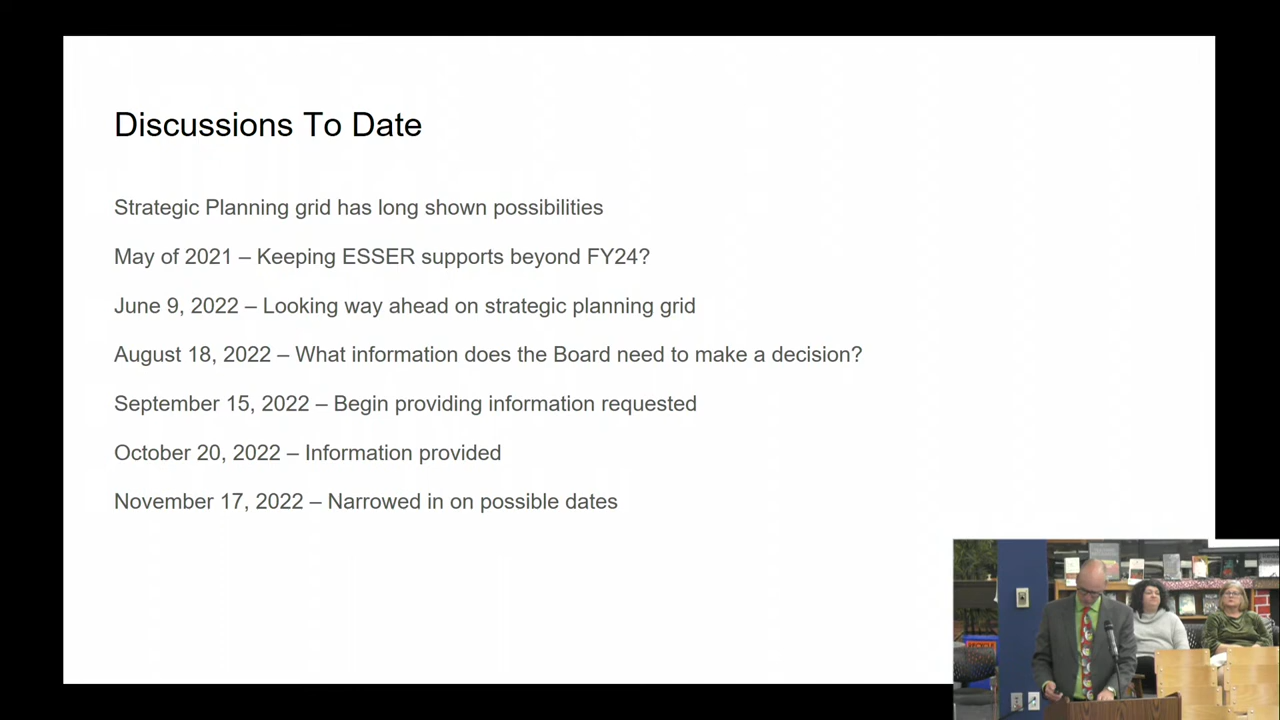 Discussions To Date
Strategic Planning grid has long shown possibilities
May of 2021 – Keeping ESSER supports beyond FY24?
June 9, 2022 – Looking way ahead on strategic planning grid
August 18, 2022 – What information does the Board need to make a decision?
September 15, 2022 – Begin providing information requested
October 20, 2022 – Information provided
November 17, 2022 – Narrowed in on possible dates